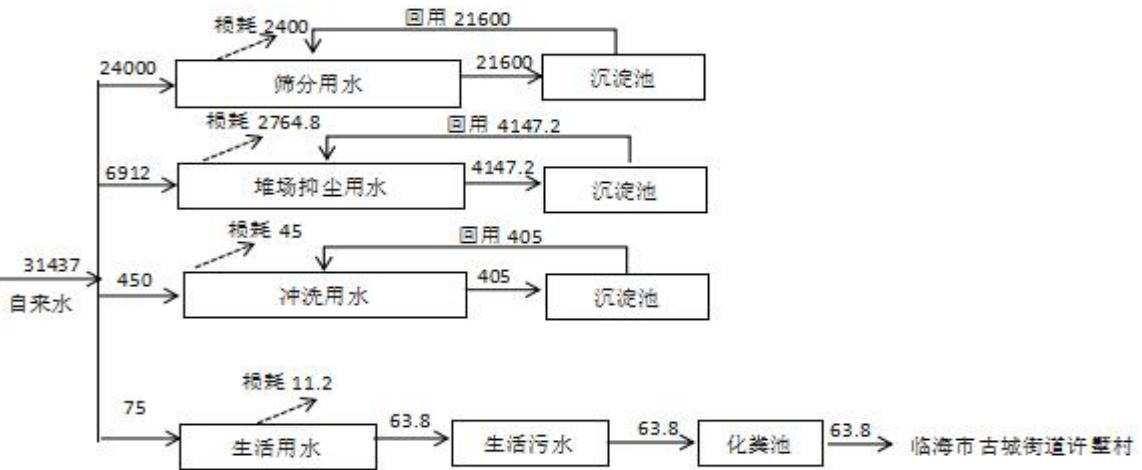 损耗 2400
回用 21600
24000
筛分用水
21600
沉淀池
损耗 2764.8
回用 4147.2
6912
堆场抑尘用水
4147.2
沉淀池
损耗 45
回用 405
31437
自来水
450
冲洗用水
405
沉淀池
损耗 11.2
75
生活用水
63.8
生活污水
63.8
化粪池
63.8
临海市古城街道许墅村